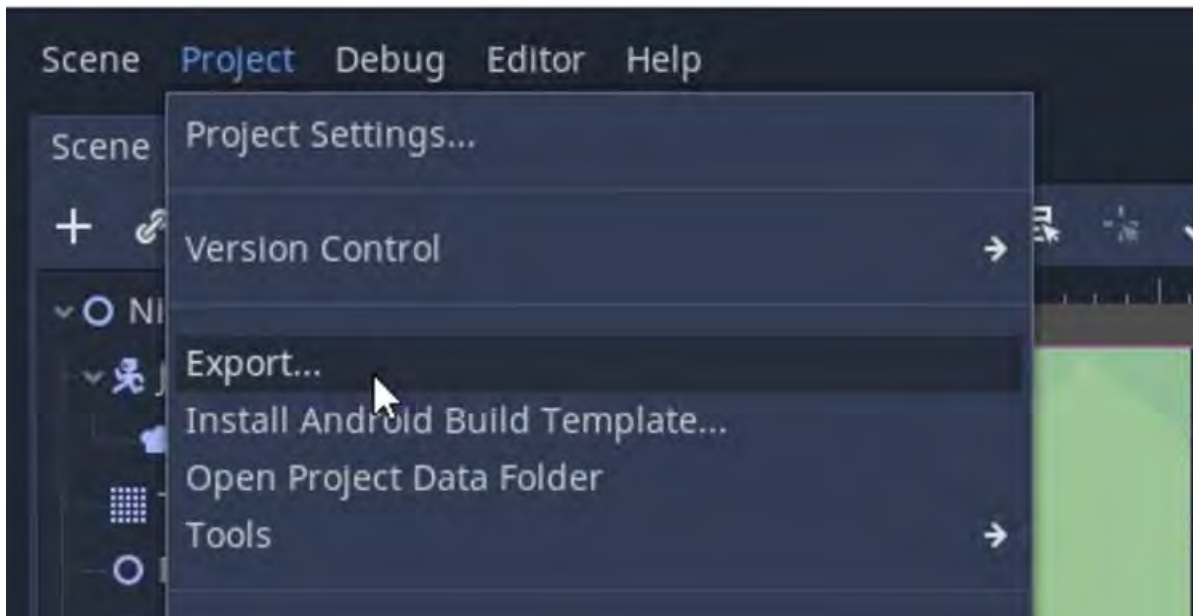 Scene Project Debug Editor Help
Scene
Project Settings...
Version Control
Export...
Install Android Build Template...
Open Project Data Folder
Tools